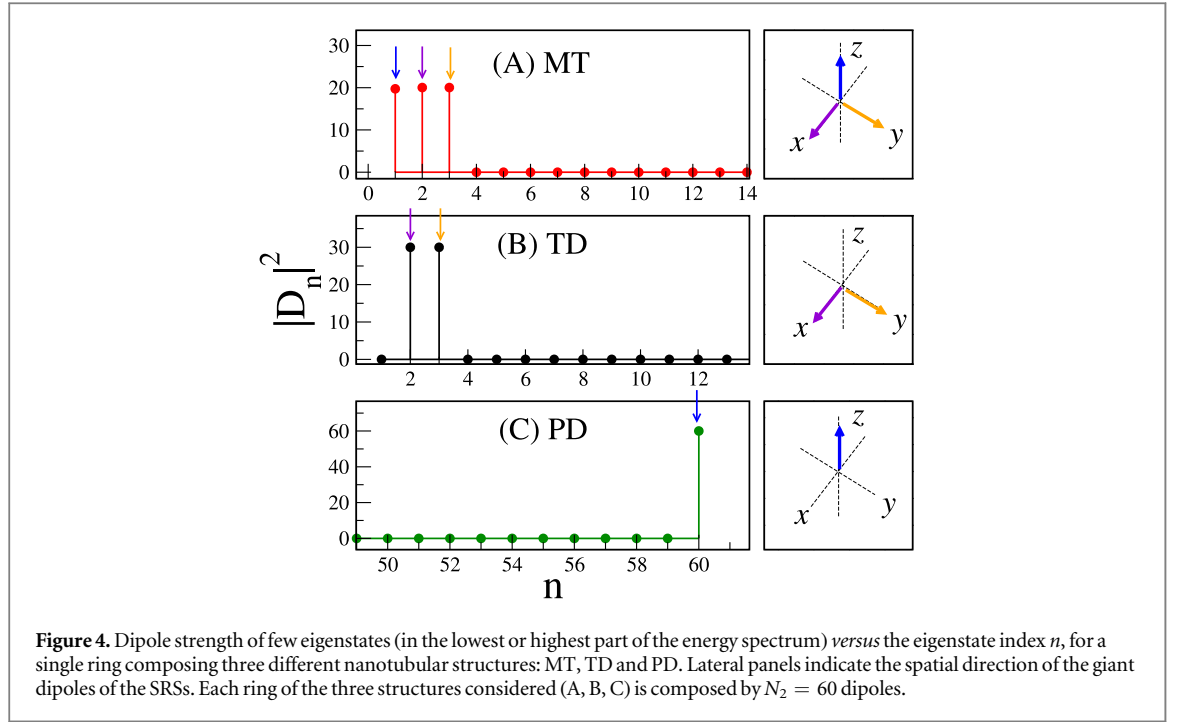 30
20
10
0
(A) MT
0 2 4 6 8 10 12 14
z
x
y
30
20
10
0
(B) TD
2 4 6 8 10 12
z
x
y
|Dn|²
60
40
20
0
(C) PD
50 52 54 56 58 60
z
x
y
n
Figure 4. Dipole strength of few eigenstates (in the lowest or highest part of the energy spectrum) versus the eigenstate index n, for a
single ring composing three different nanotubular structures: MT, TD and PD. Lateral panels indicate the spatial direction of the giant
dipoles of the SRSs. Each ring of the three structures considered (A, B, C) is composed by N₂ = 60 dipoles.